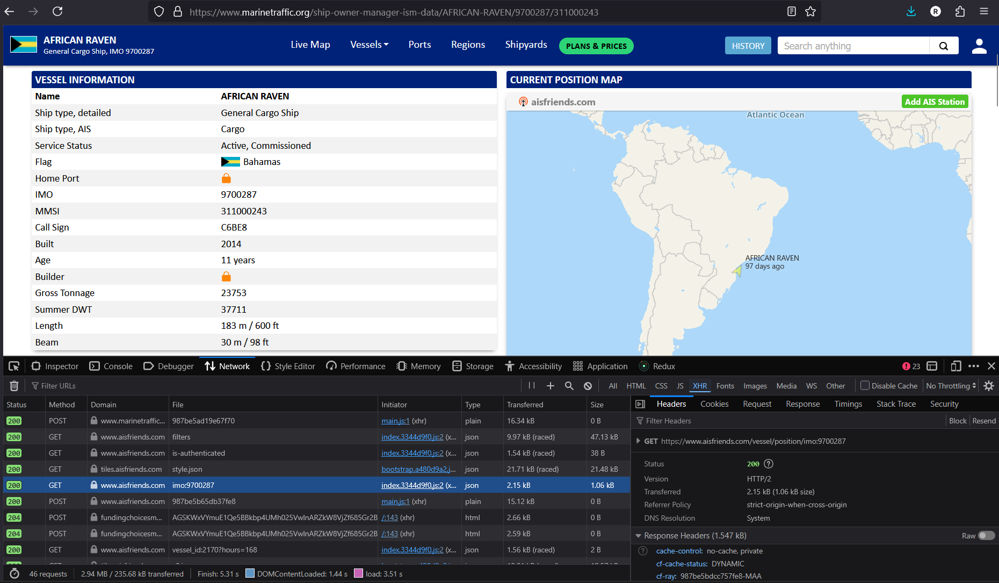 https://www.marinetraffic.org/ship-owner-manager-ism-data/AFRICAN-RAVEN/9700287/311000243
R
AFRICAN RAVEN
General Cargo Ship, IMO 9700287
Live Map
Vessels
Ports
Regions
Shipyards
PLANS & PRICES
HISTORY
Search anything
VESSEL INFORMATION
Name AFRICAN RAVEN
Ship type, detailed General Cargo Ship
Ship type, AIS Cargo
Service Status Active, Commissioned
Flag Bahamas
Home Port
IMO 9700287
MMSI 311000243
Call Sign C6BE8
Built 2014
Age 11 years
Builder
Gross Tonnage 23753
Summer DWT 37711
Length 183 m / 600 ft
Beam 30 m / 98 ft
CURRENT POSITION MAP
aisfriends.com
Add AIS Station
Atlantic Ocean
AFRICAN RAVEN
97 days ago
Inspector Console Debugger Network Style Editor Performance Memory Storage Accessibility Application Redux 23
Filter URLs
All HTML CSS JS XHR Fonts Images Media WS Other Disable Cache No Throttling
Status Method Domain File Initiator Type Transferred Size
200 POST www.marinetraffic... 987be5ad19e67f70 main.js:1 (xhr) plain 16.34 kB 0 B
200 GET www.aisfriends.com filters index.3344d9f0.js:2 (x... json 9.97 kB (raced) 47.13 kB
200 GET www.aisfriends.com is-authenticated index.3344d9f0.js:2 (x... json 1.54 kB (raced) 38 B
200 GET tiles.aisfriends.com style.json bootstrap.a480d9a2.j... json 21.71 kB (raced) 21.48 kB
200 GET www.aisfriends.com imo:9700287 index.3344d9f0.js:2 (x... json 2.15 kB 1.06 kB
200 POST www.aisfriends.com 987be5b65db37fe8 main.js:1 (xhr) plain 15.12 kB 0 B
204 POST fundingchoicesm... AGSKWxVYmuE1Qe5BBkbp4UMh025VwlnARZkW8VjZf685Gr2B /:143 (xhr) html 2.66 kB 0 B
204 POST fundingchoicesm... AGSKWxVYmuE1Qe5BBkbp4UMh025VwlnARZkW8VjZf685Gr2B /:143 (xhr) html 2.59 kB 0 B
200 GET www.aisfriends.com vessel_id:2170?hours=168 index.3344d9f0.js:2 (x... json 1.56 kB (raced) 2 B
46 requests 2.94 MB / 235.68 kB transferred Finish: 5.31 s DOMContentLoaded: 1.44 s load: 3.51 s
Headers Cookies Request Response Timings Stack Trace Security
Filter Headers Block Resend
GET https://www.aisfriends.com/vessel/position/imo:9700287
Status 200
Version HTTP/2
Transferred 2.15 kB (1.06 kB size)
Referrer Policy strict-origin-when-cross-origin
DNS Resolution System
Response Headers (1.547 kB) Raw
cache-control: no-cache, private
cf-cache-status: DYNAMIC
cf-ray: 987be5bdcc757fe8-MAA